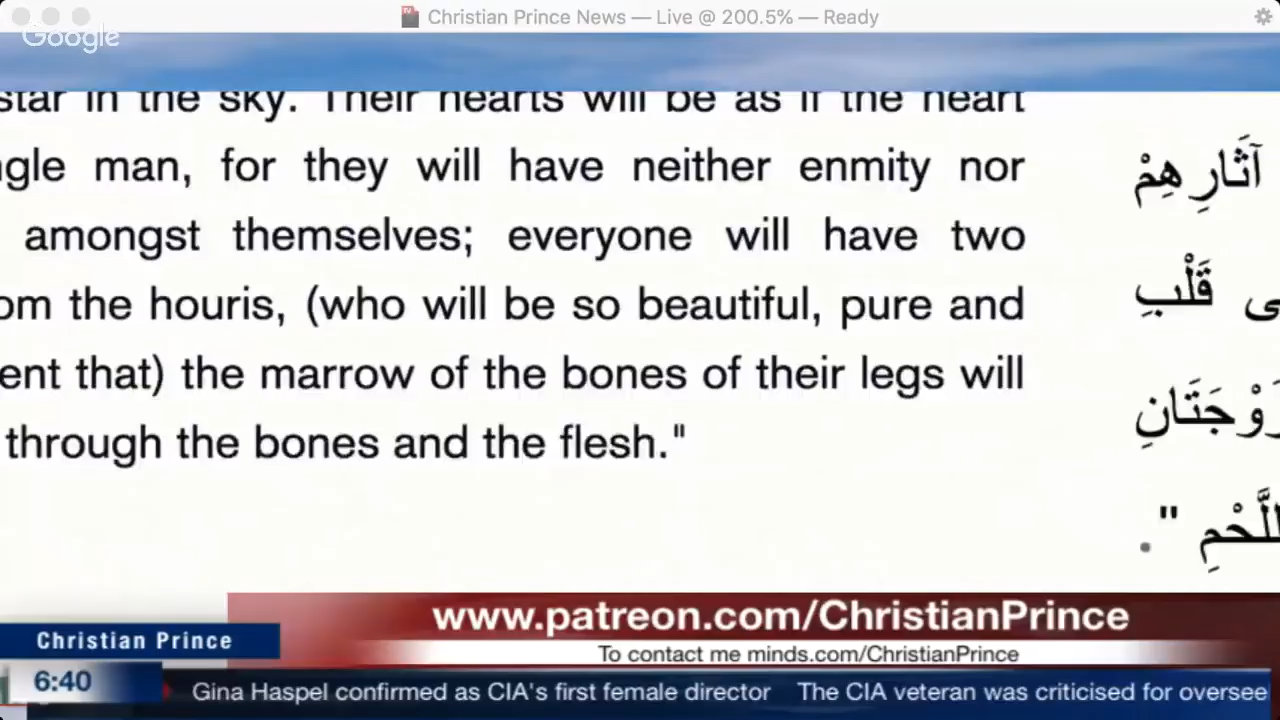 Christian Prince News — Live @ 200.5% — Ready
Google
star in the sky. Their hearts will be as if the heart
ngle man, for they will have neither enmity nor
amongst themselves; everyone will have two
om the houris, (who will be so beautiful, pure and
ent that) the marrow of the bones of their legs will
through the bones and the flesh."
آثَارِهِمْ
ى قَلْبِ
زَوْجَتَانِ
اللَّحْمِ ".
www.patreon.com/ChristianPrince
To contact me minds.com/ChristianPrince
Christian Prince
6:40
Gina Haspel confirmed as CIA's first female director The CIA veteran was criticised for oversee